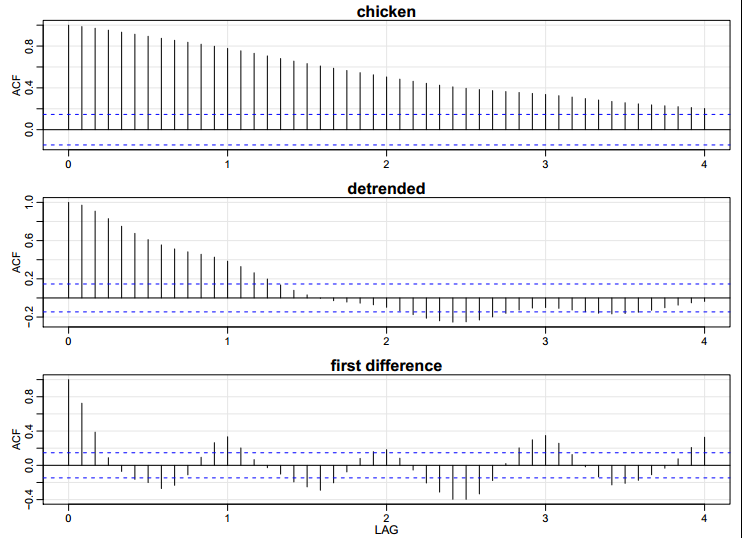 chicken
ACF
0.0 0.4 0.8
0 1 2 3 4
detrended
ACF
−0.2 0.2 0.6 1.0
0 1 2 3 4
first difference
ACF
−0.4 0.0 0.4 0.8
0 1 2 3 4
LAG